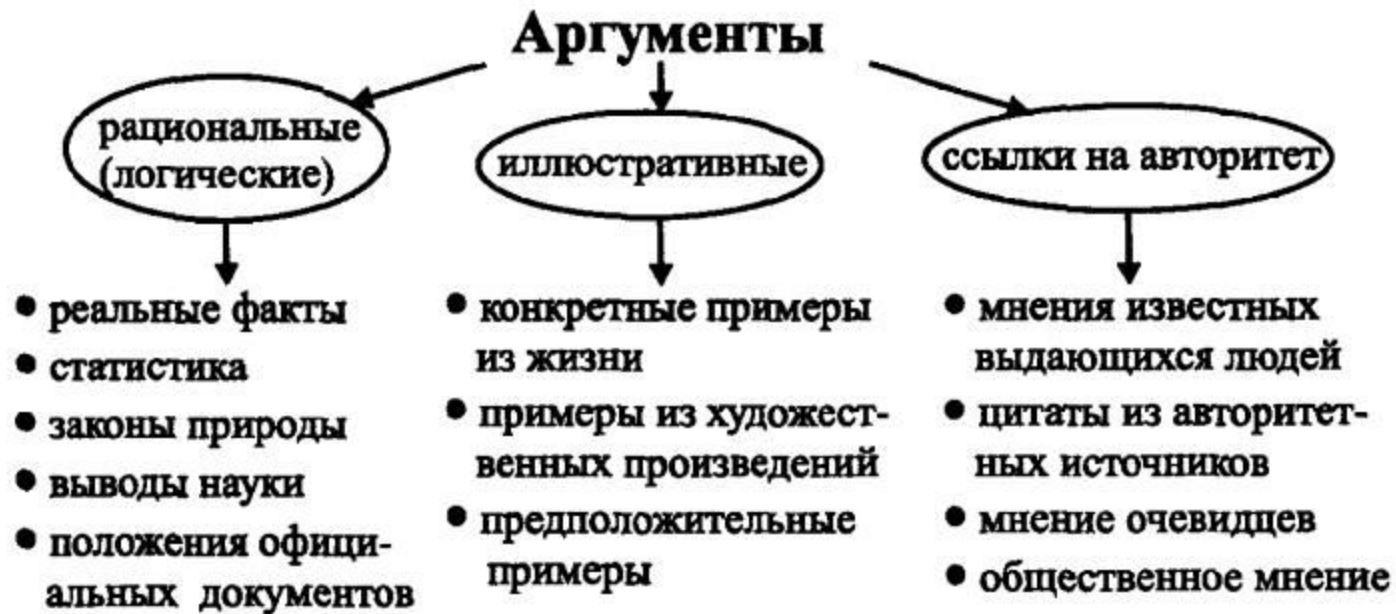 Аргументы
рациональные
(логические)
иллюстративные
ссылки на авторитет
• реальные факты
• статистика
• законы природы
• выводы науки
• положения офици-
альных документов
• конкретные примеры
из жизни
• примеры из художест-
венных произведений
• предположительные
примеры
• мнения известных
выдающихся людей
• цитаты из авторитет-
ных источников
• мнение очевидцев
• общественное мнение